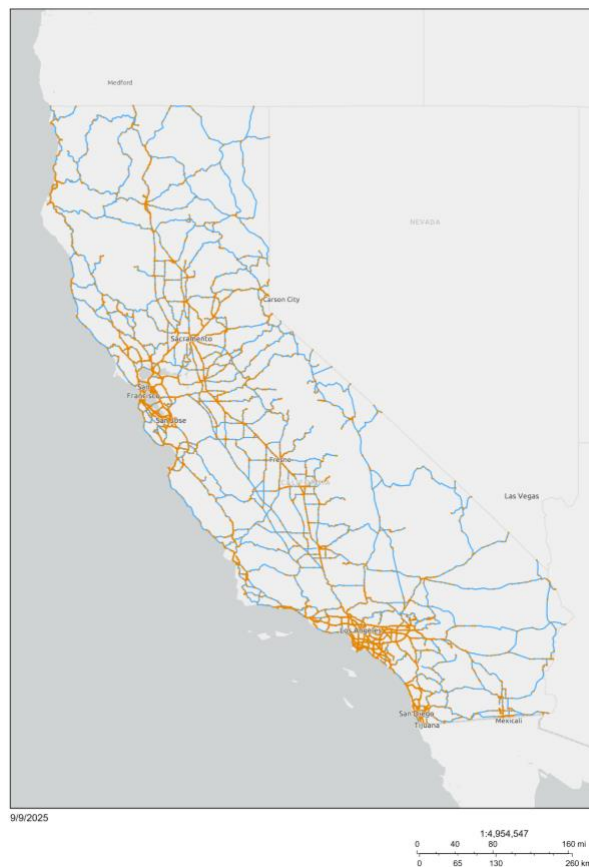 Medford
NEVADA
Carson City
Sacramento
San
Francisco
San Jose
Fresno
Las Vegas
Los Angeles
San Diego
Tijuana
Mexicali
9/9/2025
1:4,954,547
0 40 80 160 mi
0 65 130 260 km